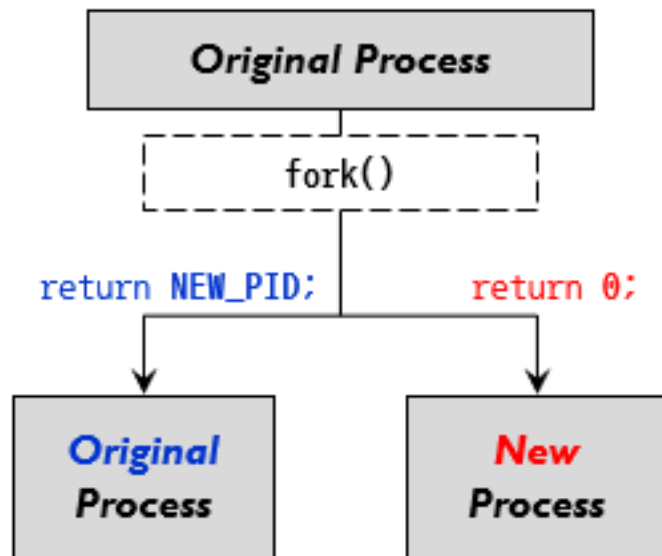 Original Process
fork()
return NEW_PID;
return 0;
Original
Process
New
Process